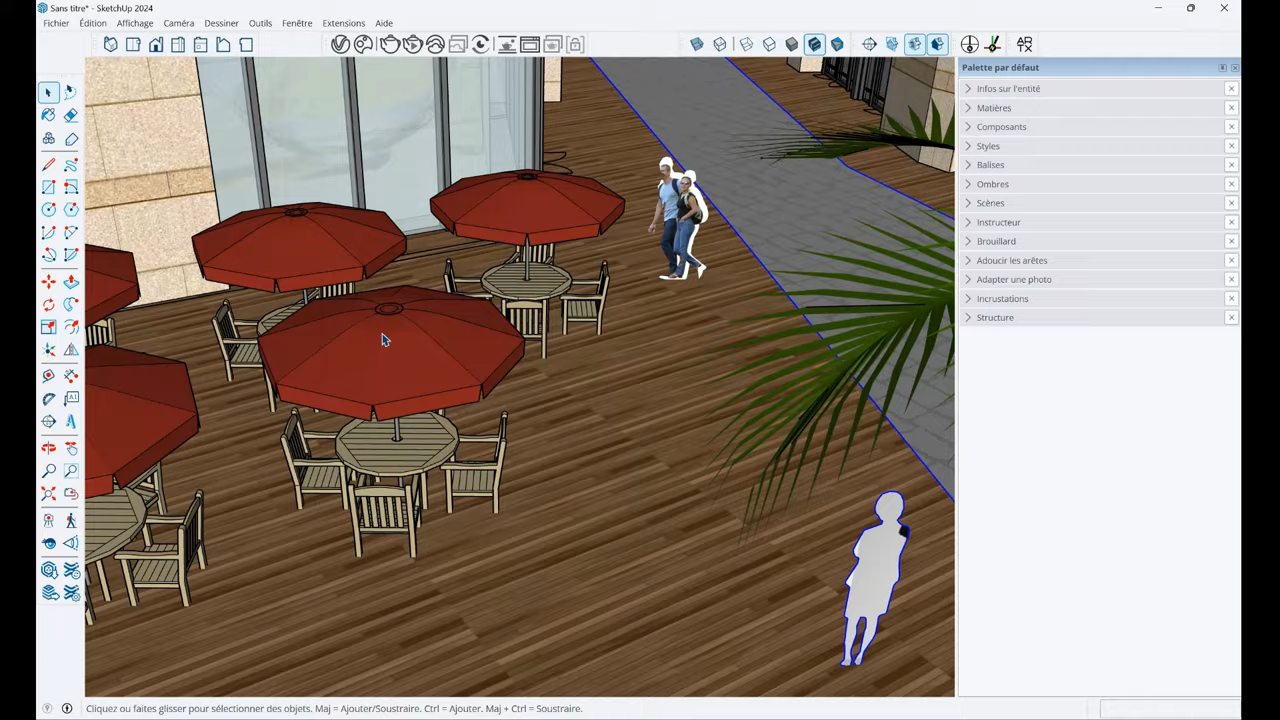 Sans titre* - SketchUp 2024
Fichier Édition Affichage Caméra Dessiner Outils Fenêtre Extensions Aide
AR
Palette par défaut
Infos sur l'entité
Matières
Composants
Styles
Balises
Ombres
Scènes
Instructeur
Brouillard
Adoucir les arêtes
Adapter une photo
Incrustations
Structure
A1
A
Cliquez ou faites glisser pour sélectionner des objets. Maj = Ajouter/Soustraire. Ctrl = Ajouter. Maj + Ctrl = Soustraire.